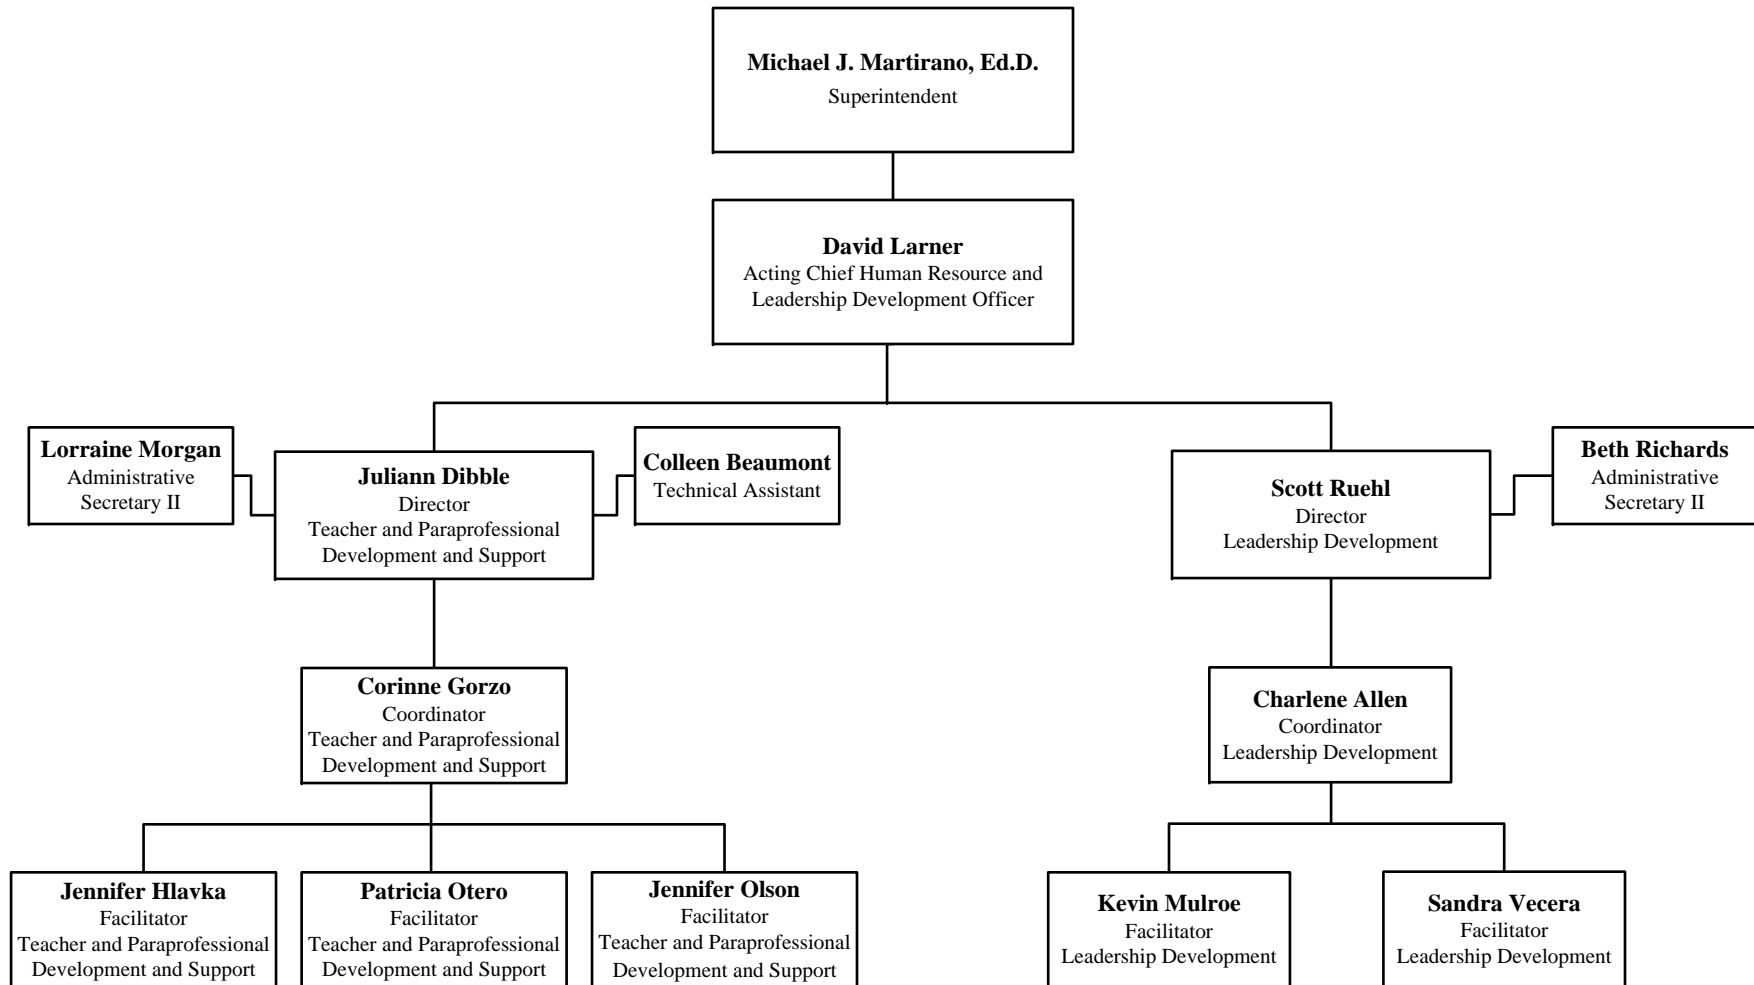 Michael J. Martirano, Ed.D.
Superintendent
David Larner
Acting Chief Human Resource and
Leadership Development Officer
Lorraine Morgan
Administrative
Secretary II
Juliann Dibble
Director
Teacher and Paraprofessional
Development and Support
Colleen Beaumont
Technical Assistant
Scott Ruehl
Director
Leadership Development
Beth Richards
Administrative
Secretary II
Corinne Gorzo
Coordinator
Teacher and Paraprofessional
Development and Support
Charlene Allen
Coordinator
Leadership Development
Jennifer Hlavka
Facilitator
Teacher and Paraprofessional
Development and Support
Patricia Otero
Facilitator
Teacher and Paraprofessional
Development and Support
Jennifer Olson
Facilitator
Teacher and Paraprofessional
Development and Support
Kevin Mulroe
Facilitator
Leadership Development
Sandra Vecera
Facilitator
Leadership Development